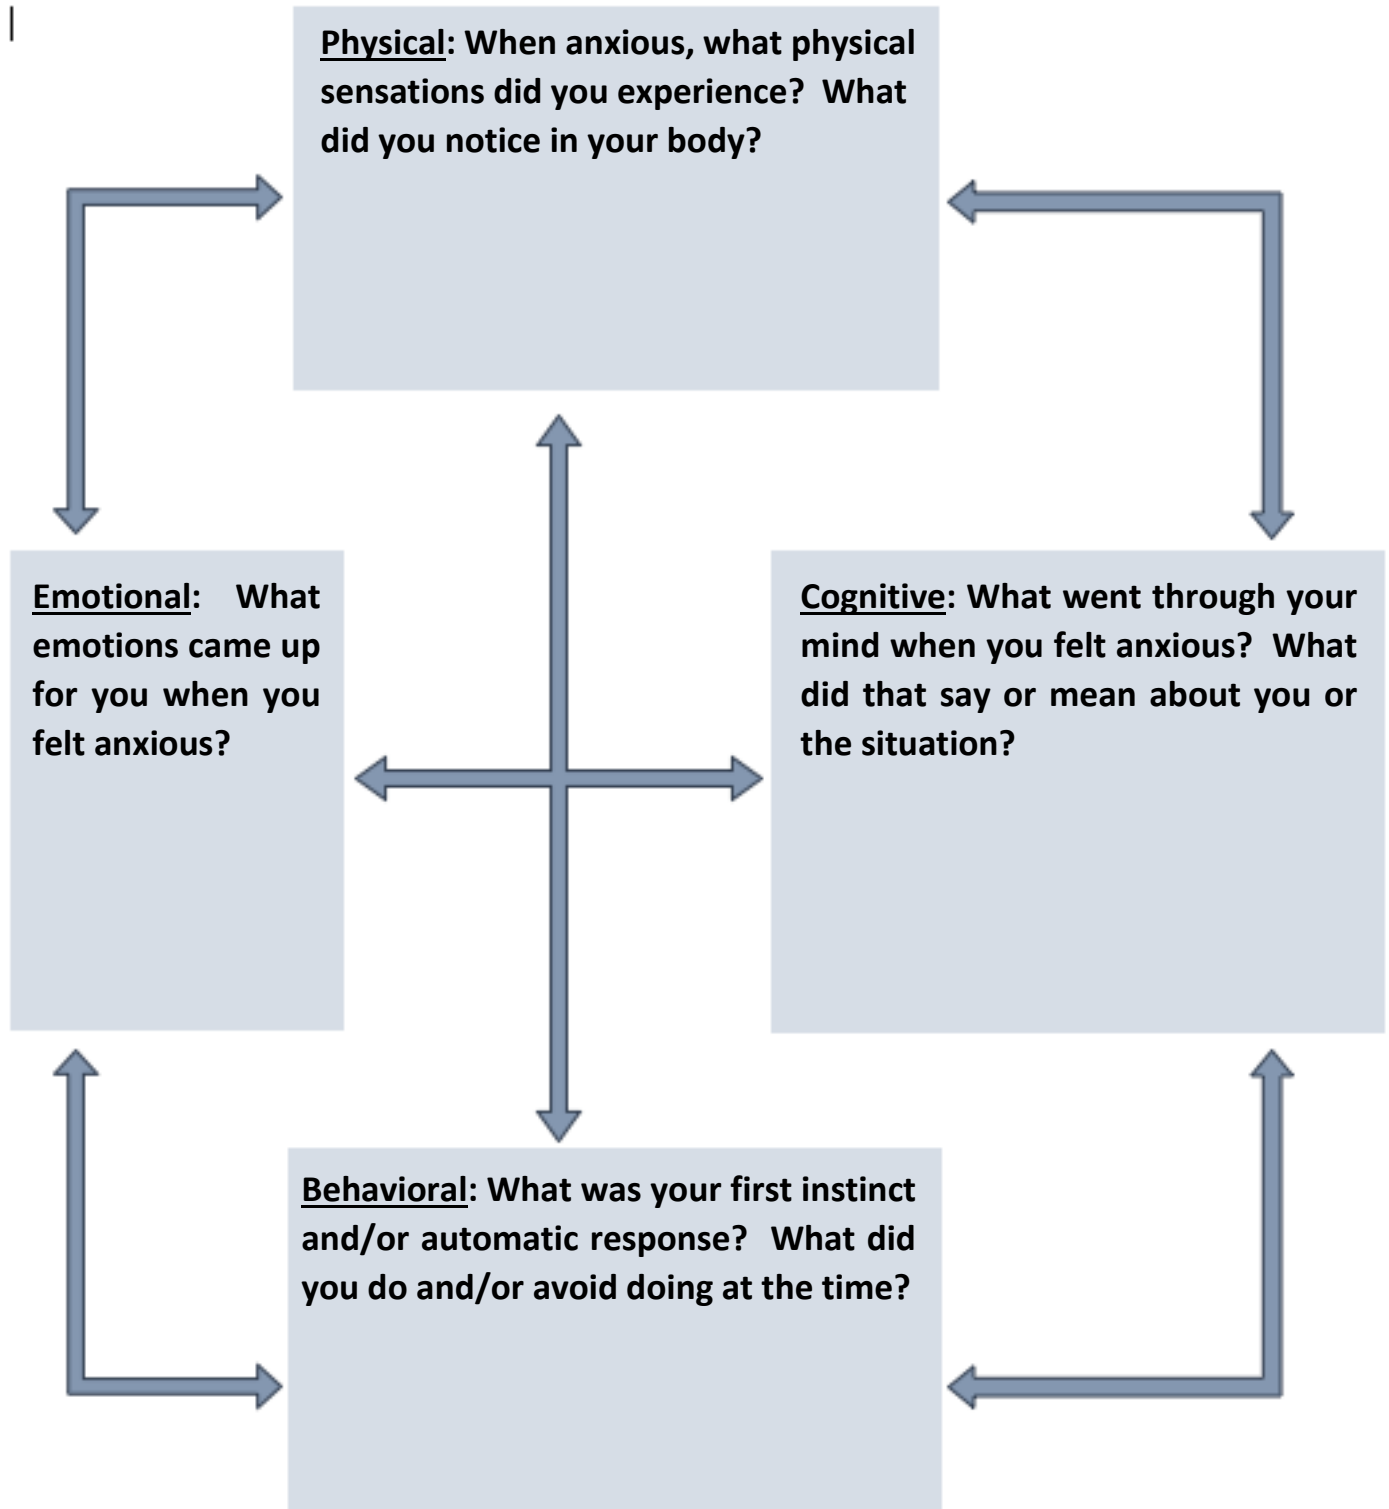 Physical: When anxious, what physical
sensations did you experience?  What
did you notice in your body?
Emotional: What
emotions came up
for you when you
felt anxious?
Cognitive: What went through your
mind when you felt anxious?  What
did that say or mean about you or
the situation?
Behavioral: What was your first instinct
and/or automatic response?  What did
you do and/or avoid doing at the time?